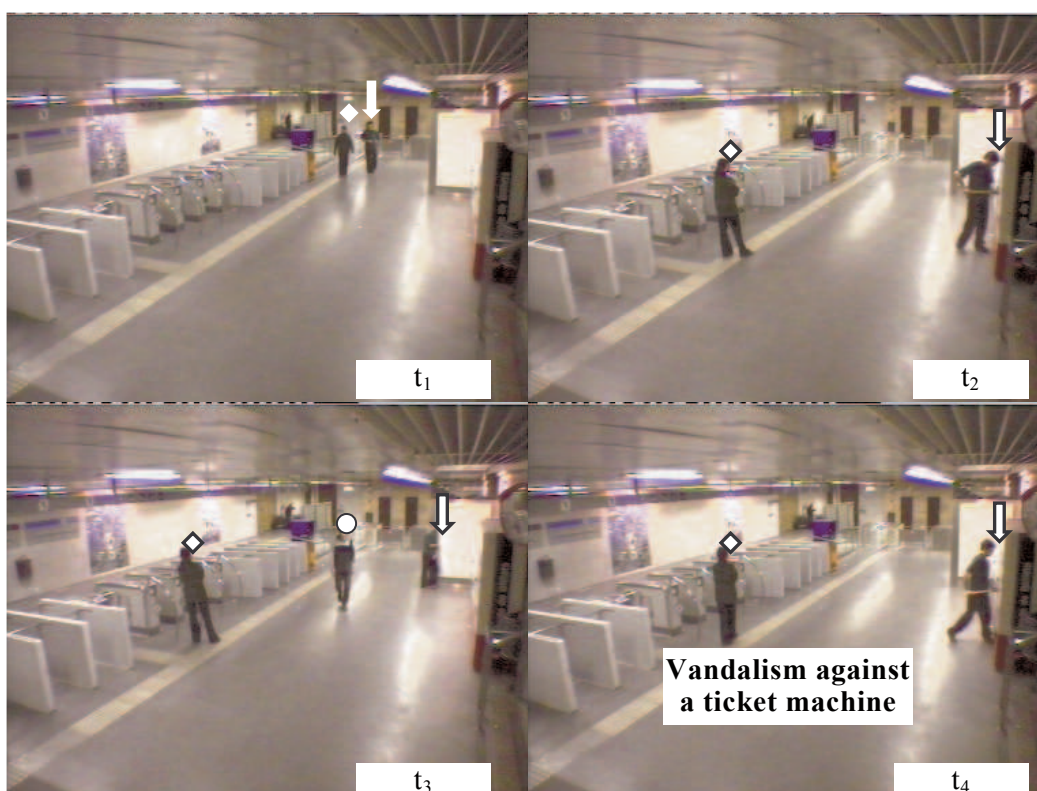 t₁
t₂
t₃
Vandalism against
a ticket machine
t₄